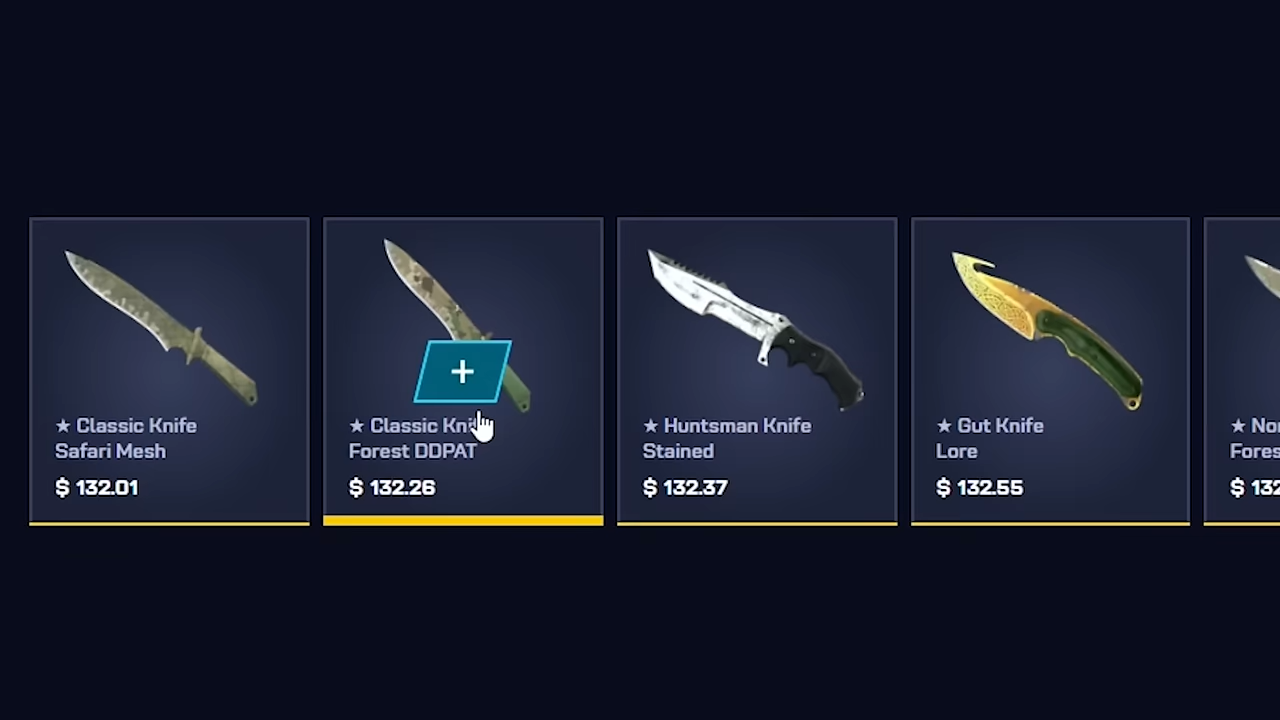 ★ Classic Knife
Safari Mesh
$ 132.01
★ Classic
Forest DDPAT
$ 132.26
★ Huntsman Knife
Stained
$ 132.37
★ Gut Knife
Lore
$ 132.55
★
$